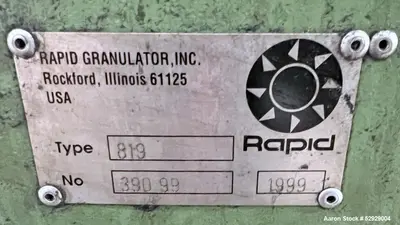 RAPID GRANULATOR, INC.
Rockford, Illinois 61125
USA
Rapid
Type 819
No 390 99 1999
Aaron Stock # 52929004